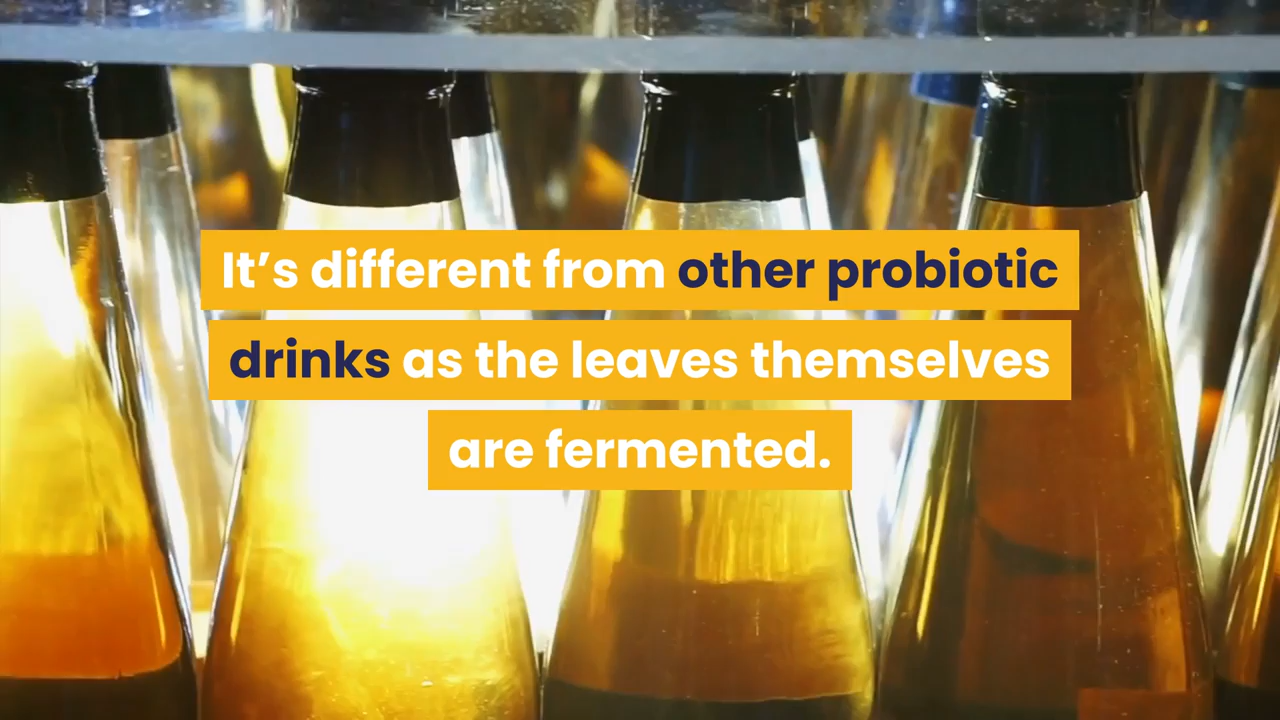 It’s different from other probiotic
drinks as the leaves themselves
are fermented.